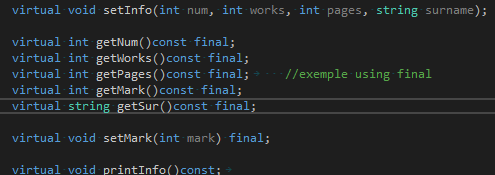 virtual void setInfo(int num, int works, int pages, string surname);
virtual int getNum()const final;
virtual int getWorks()const final;
virtual int getPages()const final; //exemple using final
virtual int getMark()const final;
virtual string getSur()const final;
virtual void setMark(int mark) final;
virtual void printInfo()const;